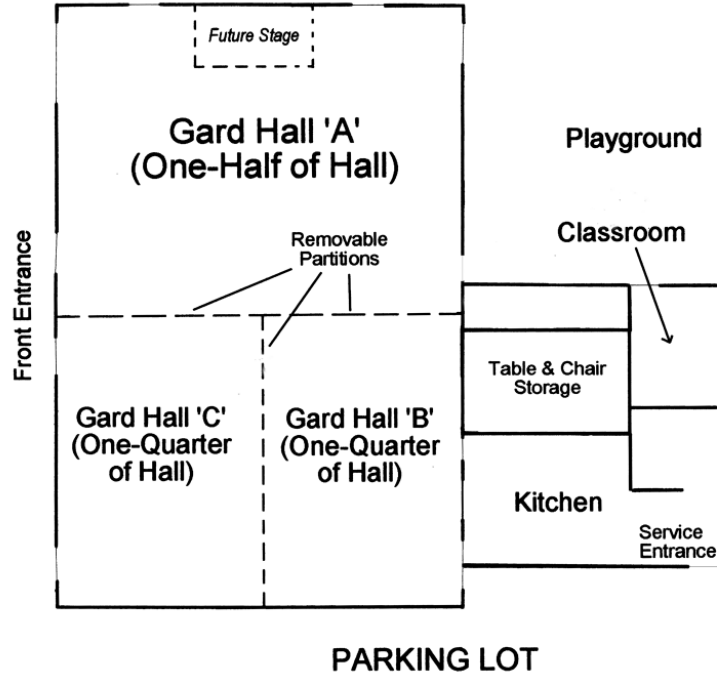 Future Stage
Gard Hall 'A'
(One-Half of Hall)
Playground
Removable
Partitions
Classroom
Front Entrance
Table & Chair
Storage
Gard Hall 'C'
(One-Quarter
of Hall)
Gard Hall 'B'
(One-Quarter
of Hall)
Kitchen
Service
Entrance
PARKING LOT